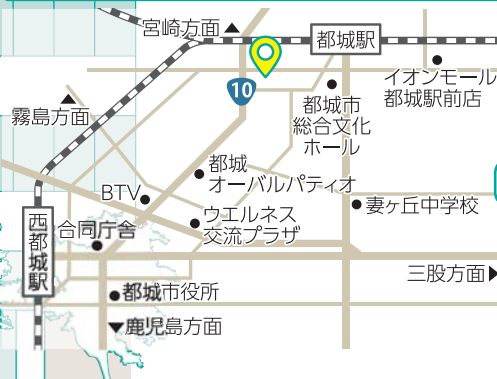 宮崎方面▲
都城駅
イオンモール
都城駅前店
10
都城市
総合文化
ホール
▲
霧島方面
都城
オーバルパティオ
BTV
妻ヶ丘中学校
ウエルネス
交流プラザ
西都城駅
合同庁舎
三股方面▶
都城市役所
▼鹿児島方面